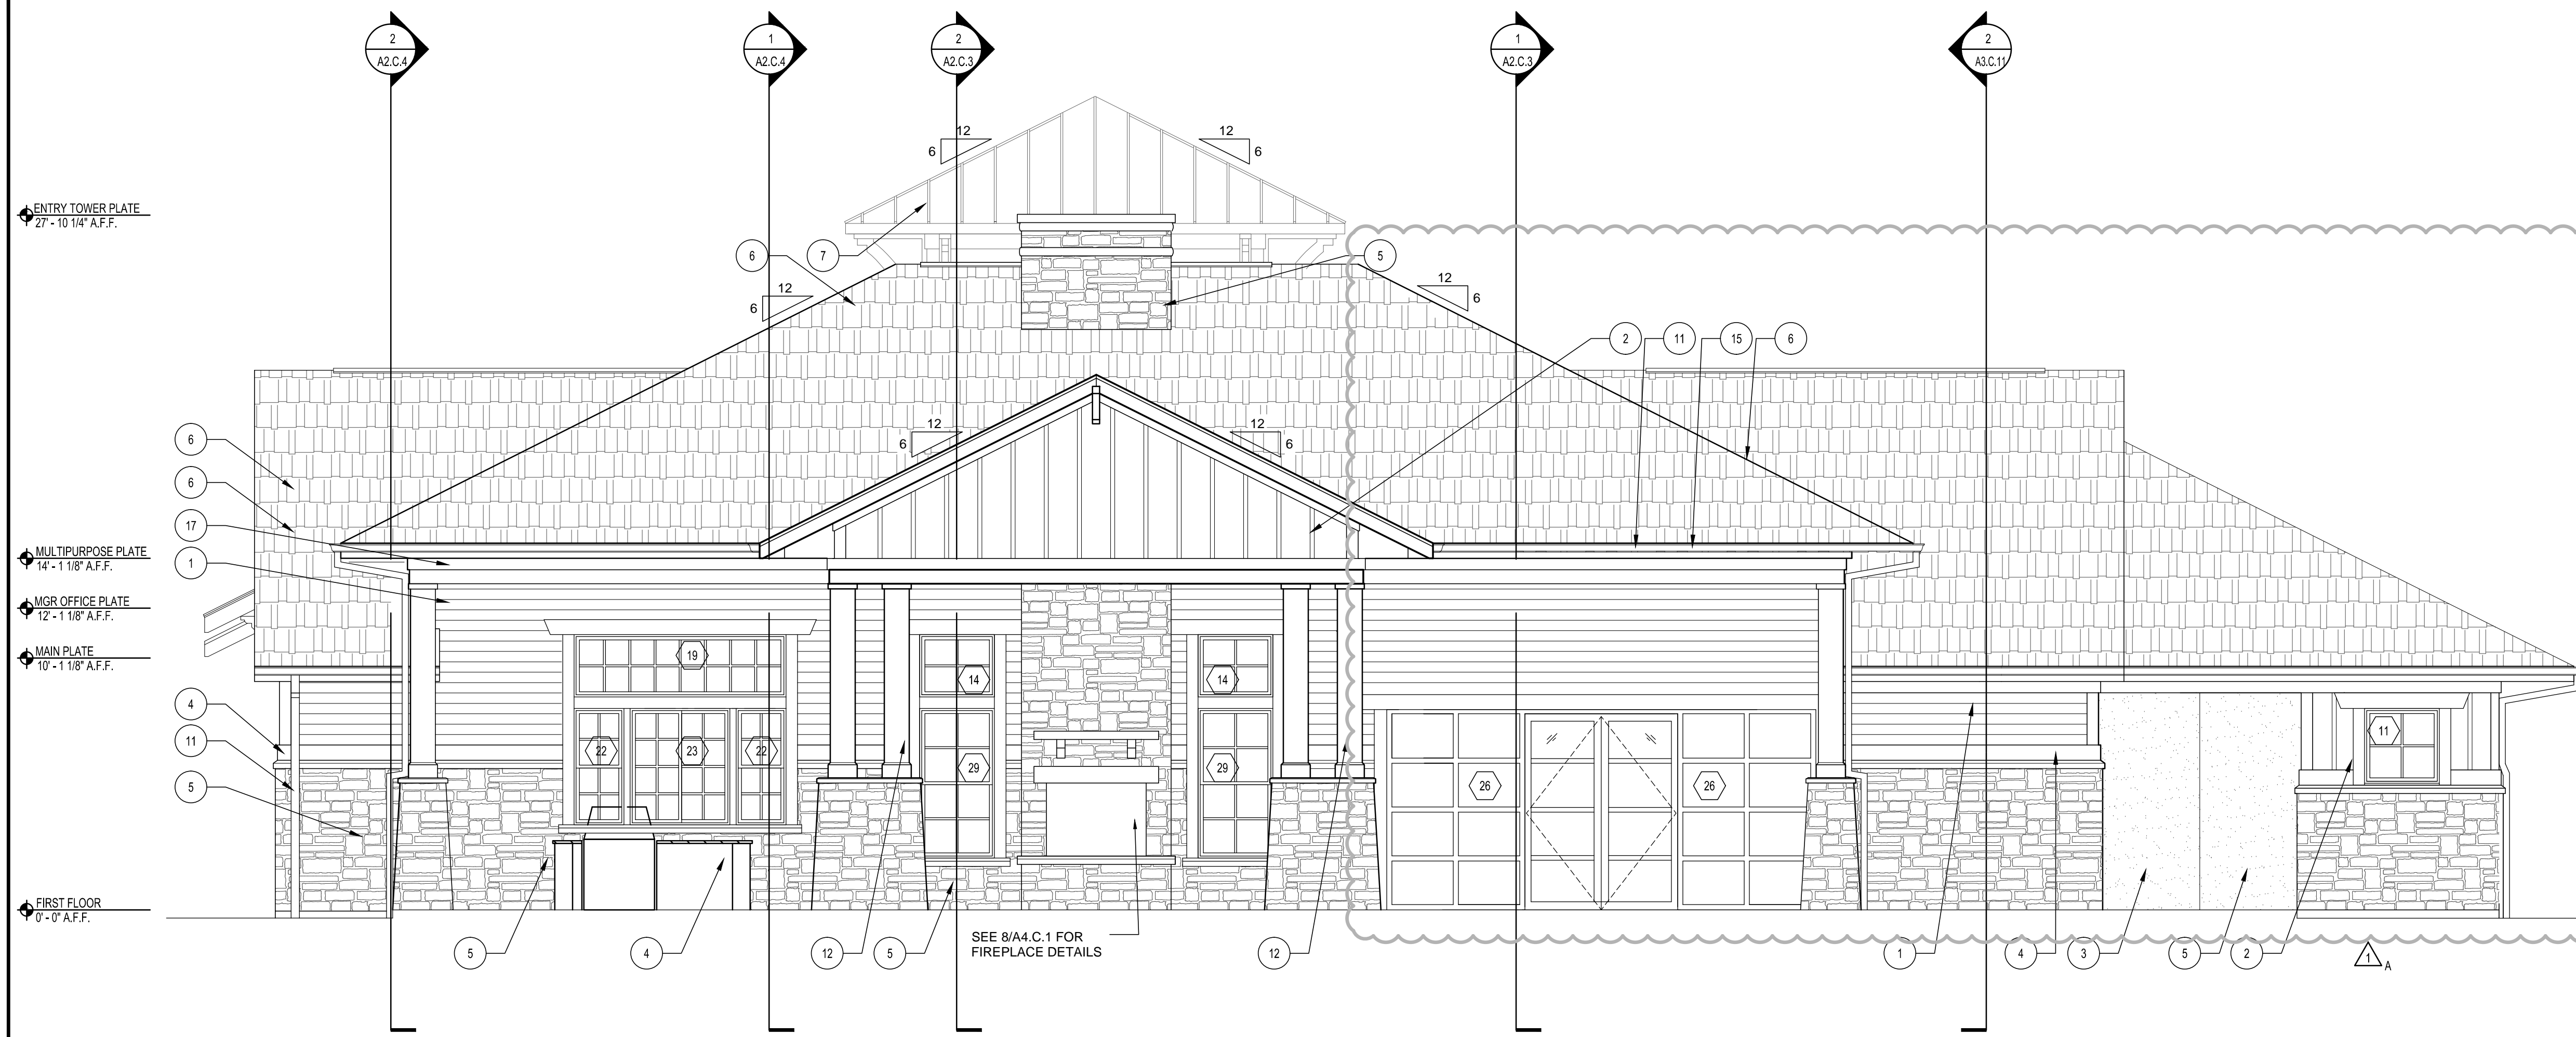 2
A2.C.4
1
A2.C.4
2
A2.C.3
1
A2.C.3
2
A3.C.11
12
6
12
6
ENTRY TOWER PLATE
27' - 10 1/4" A.F.F.
6
7
5
12
6
12
6
2
11
15
6
12
6
12
6
6
6
17
MULTIPURPOSE PLATE
14' - 1 1/8" A.F.F.
1
MGR OFFICE PLATE
12' - 1 1/8" A.F.F.
MAIN PLATE
10' - 1 1/8" A.F.F.
19
14
14
4
11
11
22
23
22
29
29
26
26
5
FIRST FLOOR
0' - 0" A.F.F.
5
4
12
5
SEE 8/A4.C.1 FOR
FIREPLACE DETAILS
12
1
4
3
5
2
1
A